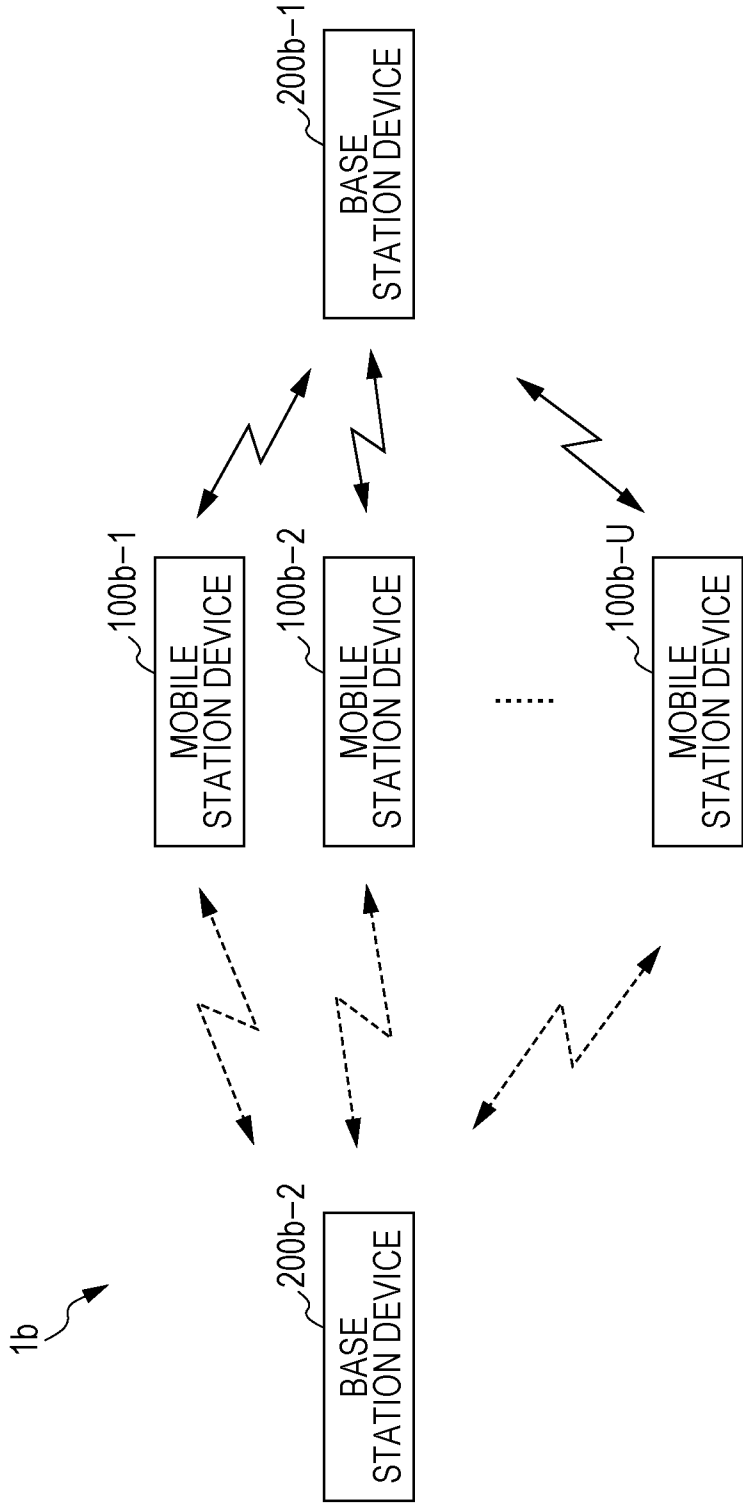 1b
200b-2
BASE
STATION DEVICE
100b-1
MOBILE
STATION DEVICE
100b-2
MOBILE
STATION DEVICE
......
100b-U
MOBILE
STATION DEVICE
200b-1
BASE
STATION DEVICE